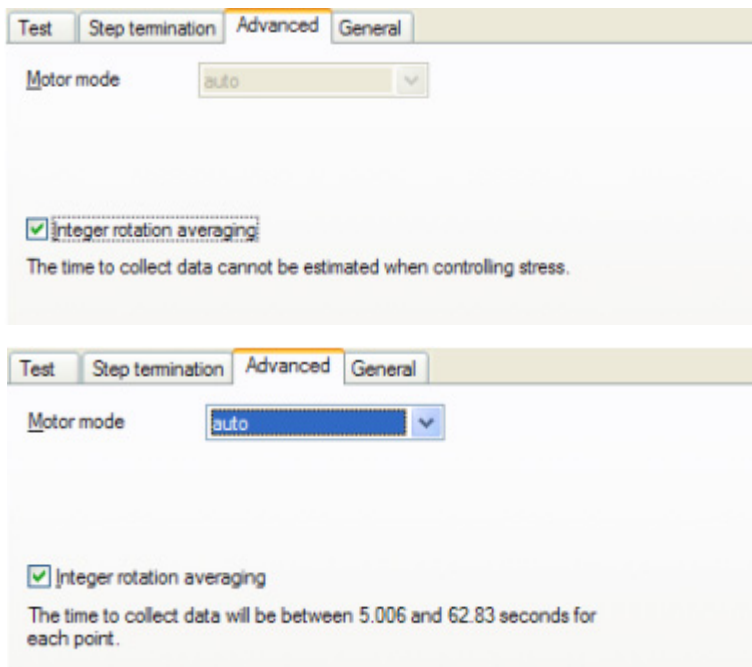 Test Step termination Advanced General
Motor mode auto
Integer rotation averaging
The time to collect data cannot be estimated when controlling stress.
Test Step termination Advanced General
Motor mode auto
Integer rotation averaging
The time to collect data will be between 5.006 and 62.83 seconds for
each point.